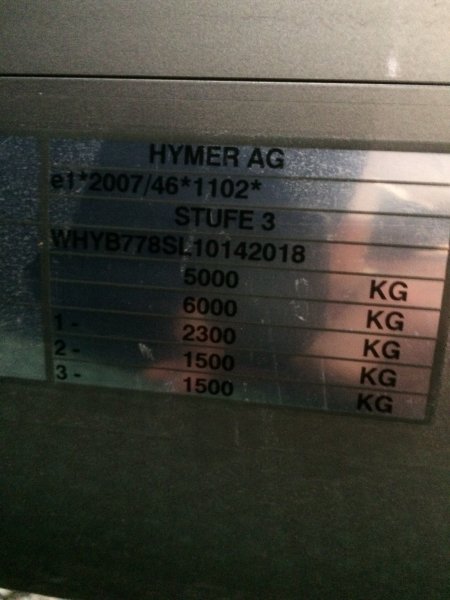 HYMER AG
e1*2007/46*1102*
STUFE 3
WHYB778SL10142018
5000 KG
6000 KG
1 - 2300 KG
2 - 1500 KG
3 - 1500 KG